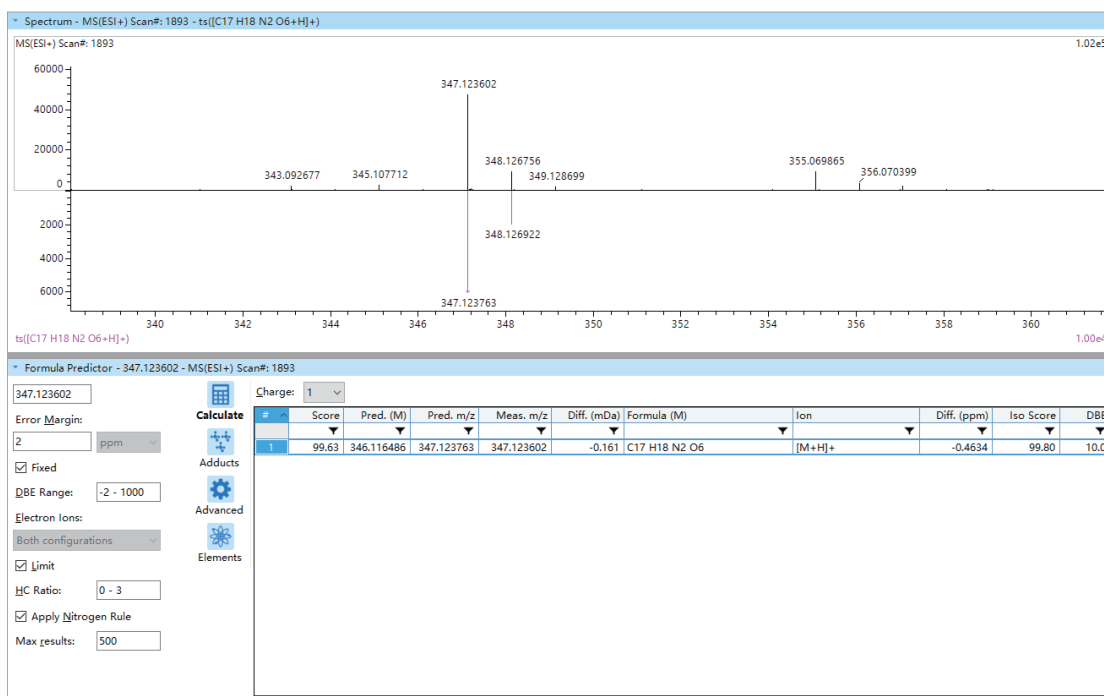 Spectrum - MS(ESI+) Scan#: 1893 - ts([C17 H18 N2 O6+H]+)
MS(ESI+) Scan#: 1893
1.02e5
60000
40000
20000
0
2000
4000
6000
347.123602
343.092677
345.107712
348.126756
349.128699
355.069865
356.070399
348.126922
347.123763
340 342 344 346 348 350 352 354 356 358 360
ts([C17 H18 N2 O6+H]+)
1.00e4
Formula Predictor - 347.123602 - MS(ESI+) Scan#: 1893
347.123602
Error Margin:
2 ppm
Fixed
DBE Range: -2 - 1000
Electron Ions:
Both configurations
Limit
HC Ratio: 0 - 3
Apply Nitrogen Rule
Max results: 500
Calculate
Adducts
Advanced
Elements
Charge: 1
# Score Pred. (M) Pred. m/z Meas. m/z Diff. (mDa) Formula (M) Ion Diff. (ppm) Iso Score DBE
1 99.63 346.116486 347.123763 347.123602 -0.161 C17 H18 N2 O6 [M+H]+ -0.4634 99.80 10.0